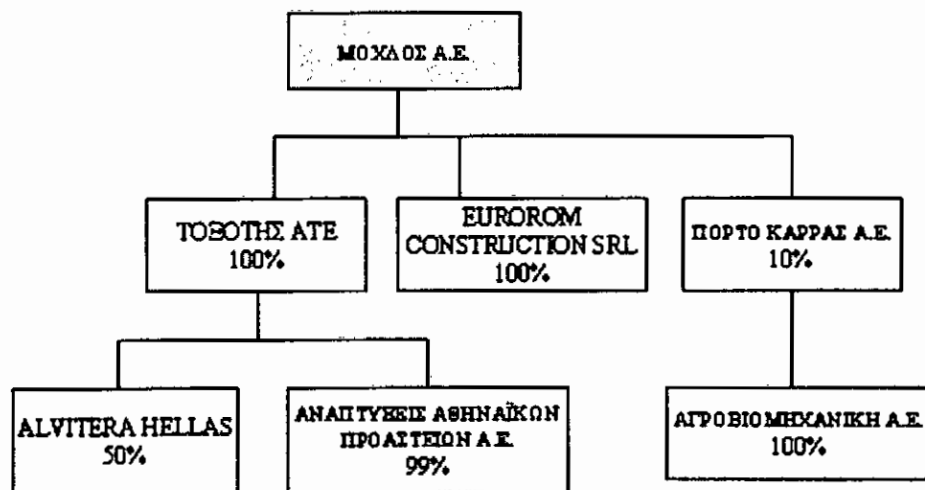 ΜΟΧΛΟΣ Α.Ε.
ΤΟΞΟΤΗΣ ΑΤΕ
100%
EUROROM
CONSTRUCTION SRL
100%
ΠΟΡΤΟ ΚΑΡΡΑΣ Α.Ε.
10%
ALVITERA HELLAS
50%
ΑΝΑΠΤΥΞΕΙΣ ΑΘΗΝΑΪΚΩΝ
ΠΡΟΑΣΤΕΙΩΝ Α.Ε.
99%
ΑΓΡΟΒΙΟΜΗΧΑΝΙΚΗ Α.Ε.
100%